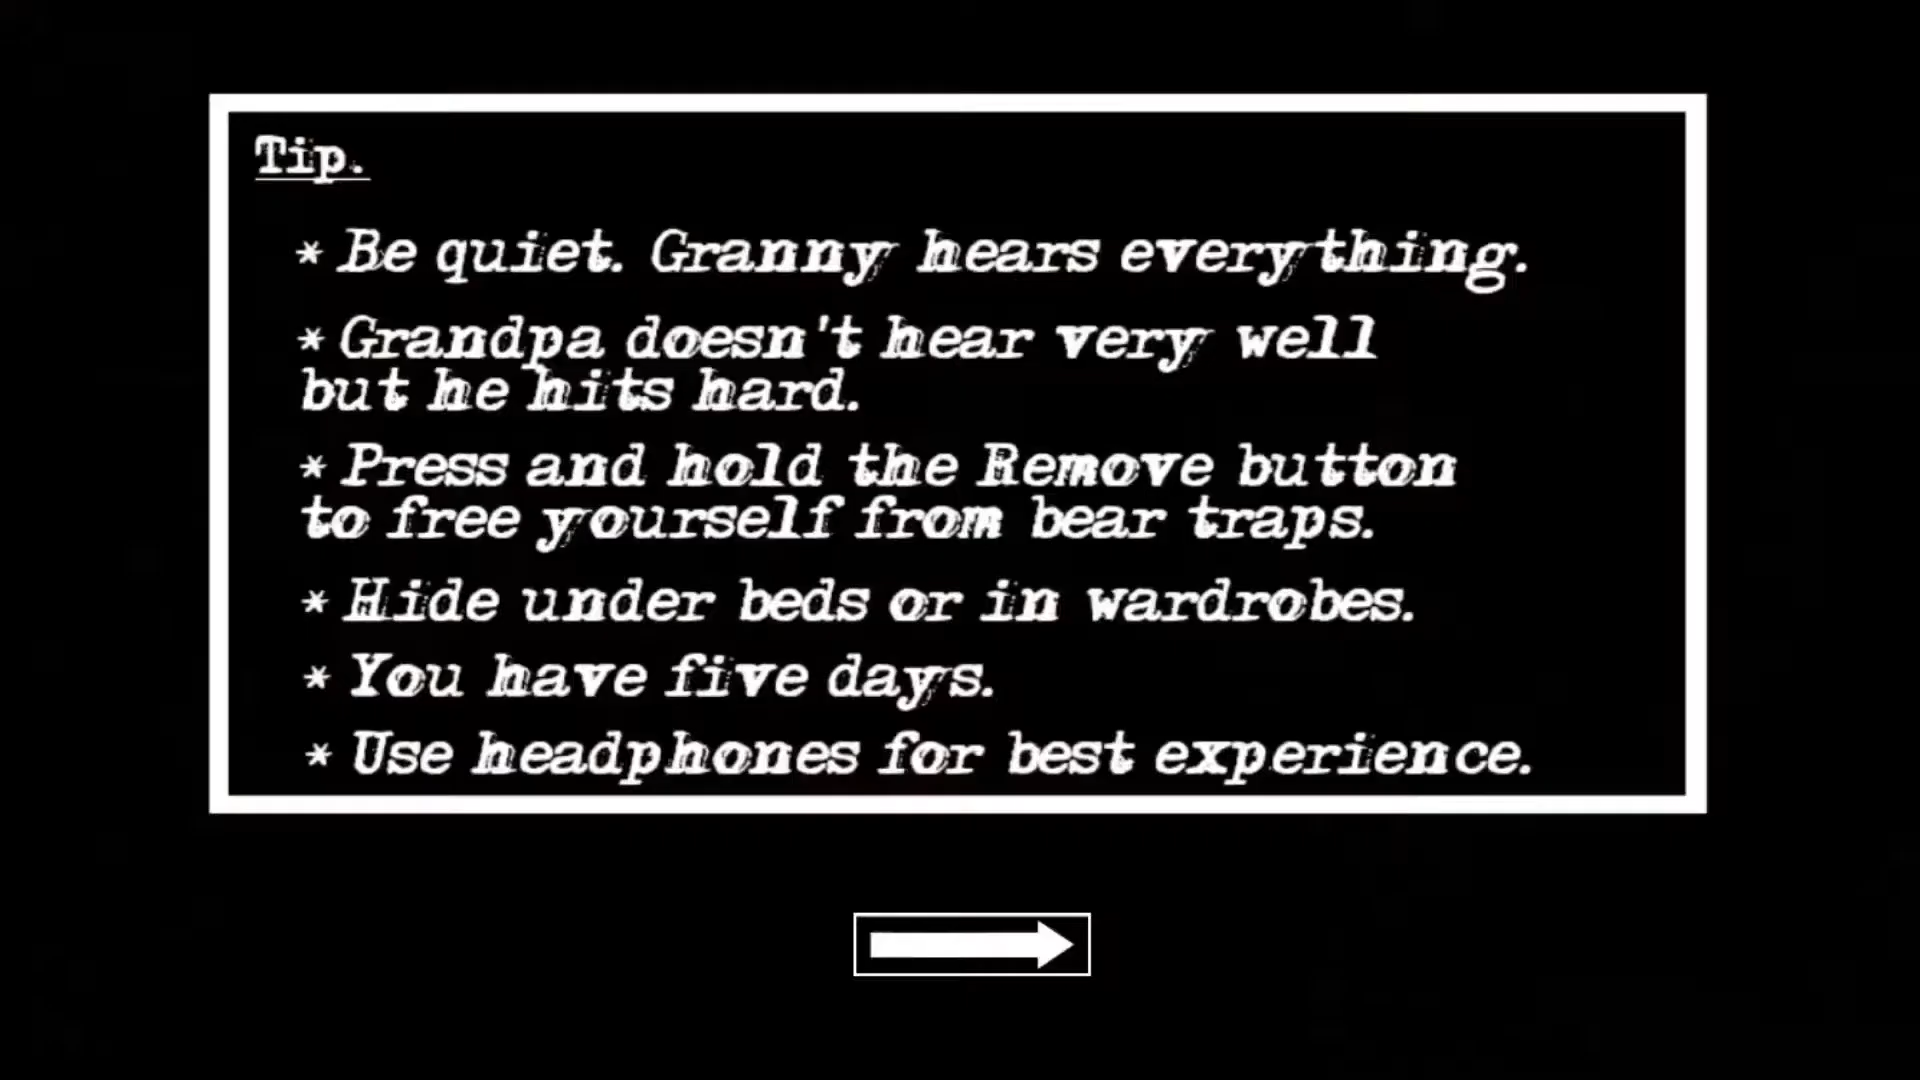 Tip.
* Be quiet. Granny hears everything.
* Grandpa doesn't hear very well
but he hits hard.
* Press and hold the Remove button
to free yourself from bear traps.
* Hide under beds or in wardrobes.
* You have five days.
* Use headphones for best experience.